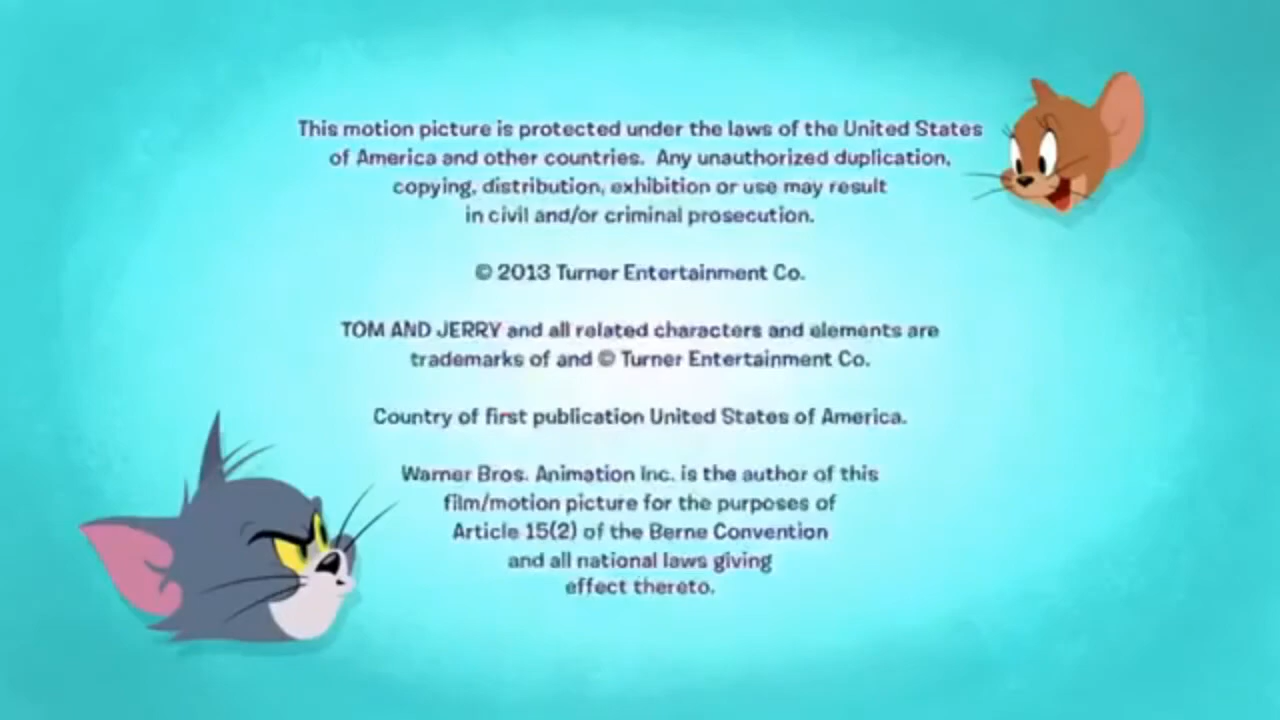 This motion picture is protected under the laws of the United States
of America and other countries.  Any unauthorized duplication,
copying, distribution, exhibition or use may result
in civil and/or criminal prosecution.
© 2013 Turner Entertainment Co.
TOM AND JERRY and all related characters and elements are
trademarks of and © Turner Entertainment Co.
Country of first publication United States of America.
Warner Bros. Animation Inc. is the author of this
film/motion picture for the purposes of
Article 15(2) of the Berne Convention
and all national laws giving
effect thereto.